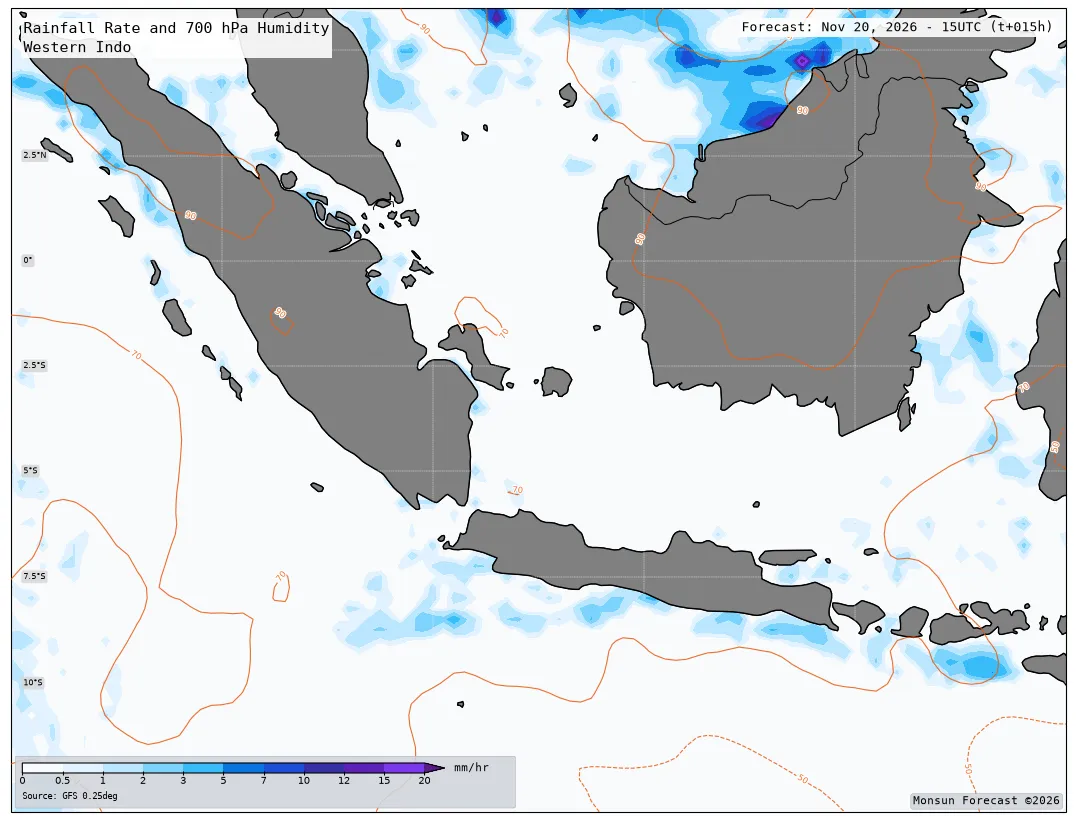 Rainfall Rate and 700 hPa Humidity
Western Indo
Forecast: Nov 20, 2026 - 15UTC (t+015h)
90
90
2.5°N
90
90
90
0°
90
70
70
2.5°S
70
50
5°S
70
7.5°S
70
10°S
50
50
mm/hr
0 0.5 1 2 3 5 7 10 12 15 20
Source: GFS 0.25deg
Monsun Forecast ©2026